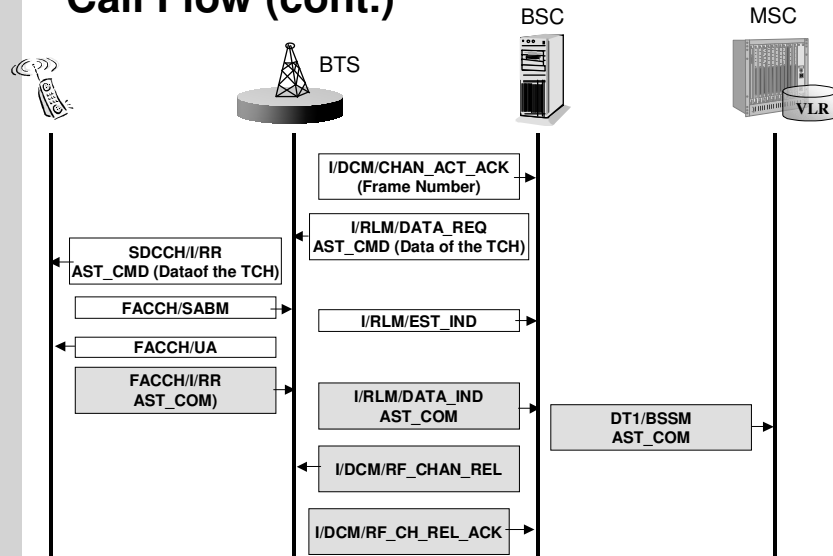 Call Flow (cont.)
BSC
MSC
BTS
VLR
I/DCM/CHAN_ACT_ACK
(Frame Number)
I/RLM/DATA_REQ
AST_CMD (Data of the TCH)
SDCCH/I/RR
AST_CMD (Dataof the TCH)
FACCH/SABM
I/RLM/EST_IND
FACCH/UA
FACCH/I/RR
AST_COM)
I/RLM/DATA_IND
AST_COM
DT1/BSSM
AST_COM
I/DCM/RF_CHAN_REL
I/DCM/RF_CH_REL_ACK